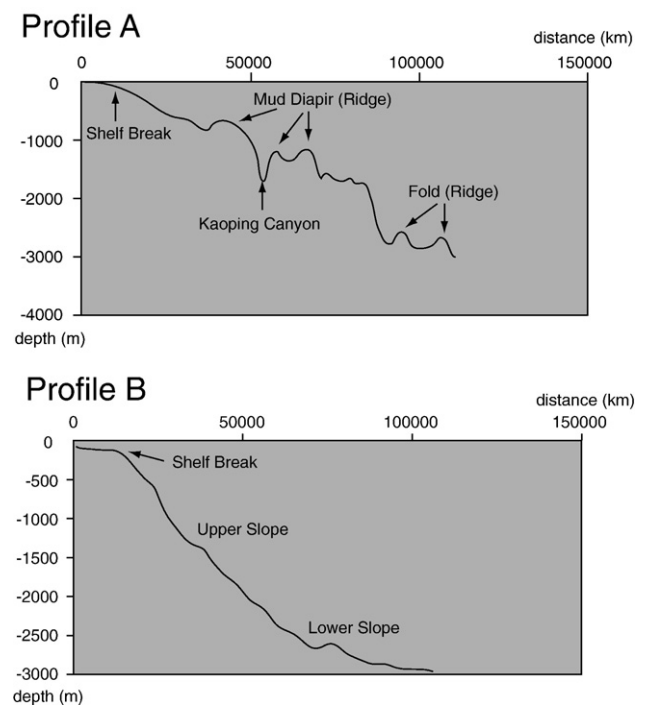 Profile A
distance (km)
0 50000 100000 150000
0
Mud Diapir (Ridge)
Shelf Break
-1000
Fold (Ridge)
-2000
Kaoping Canyon
-3000
-4000
depth (m)
Profile B
distance (km)
0 50000 100000 150000
0
Shelf Break
-500
-1000
Upper Slope
-1500
-2000
Lower Slope
-2500
-3000
depth (m)